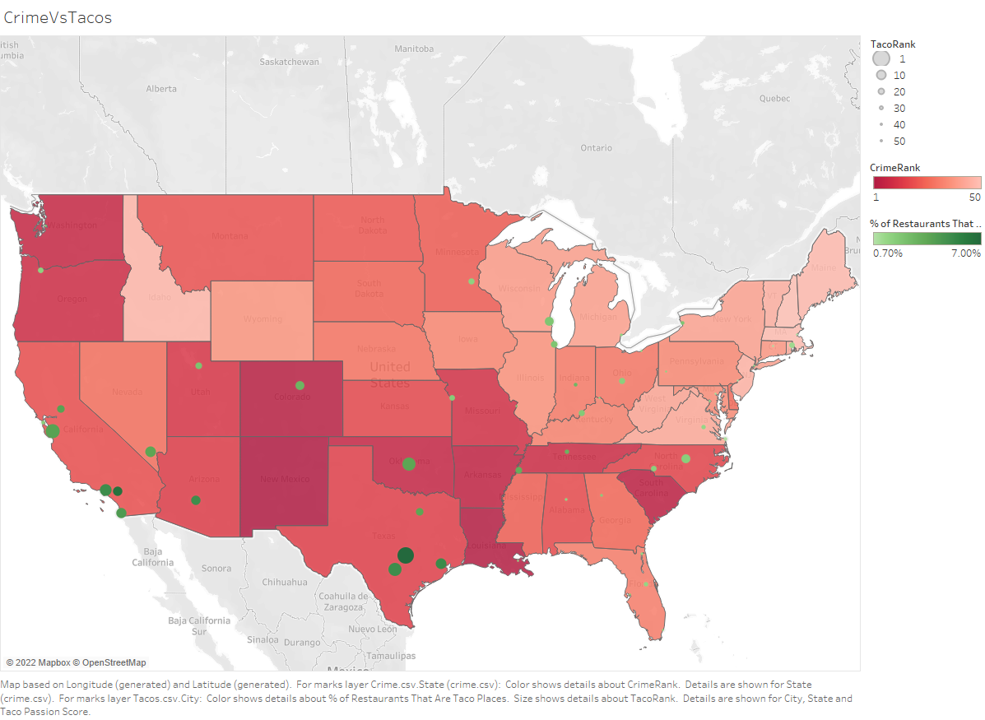 CrimeVsTacos
itish
umbia
Manitoba
Saskatchewan
Alberta
Quebec
Ontario
N
Bru
Washington
Montana
North
Dakota
Minnesota
Maine
Oregon
Idaho
South
Dakota
Wisconsin
Michigan
New York
Wyoming
Iowa
Nebraska
Pennsylvania
United
States
Nevada
Utah
Colorado
Illinois
Indiana
Ohio
West
Virginia
Virginia
Kansas
Missouri
Kentucky
California
Tennessee
North
Carolina
Arizona
New Mexico
Oklahoma
Arkansas
South
Carolina
Mississippi
Alabama
Georgia
Texas
Louisiana
Baja
California
Sonora
Chihuahua
Coahuila de
Zaragoza
Baja California
Sur
Nuevo León
Sinaloa
Durango
Tamaulipas
Mexico
© 2022 Mapbox © OpenStreetMap
TacoRank
1
10
20
30
40
50
CrimeRank
1 50
% of Restaurants That ..
0.70% 7.00%
Map based on Longitude (generated) and Latitude (generated). For marks layer Crime.csv.State (crime.csv): Color shows details about CrimeRank. Details are shown for State
(crime.csv). For marks layer Tacos.csv.City: Color shows details about % of Restaurants That Are Taco Places. Size shows details about TacoRank. Details are shown for City, State and
Taco Passion Score.